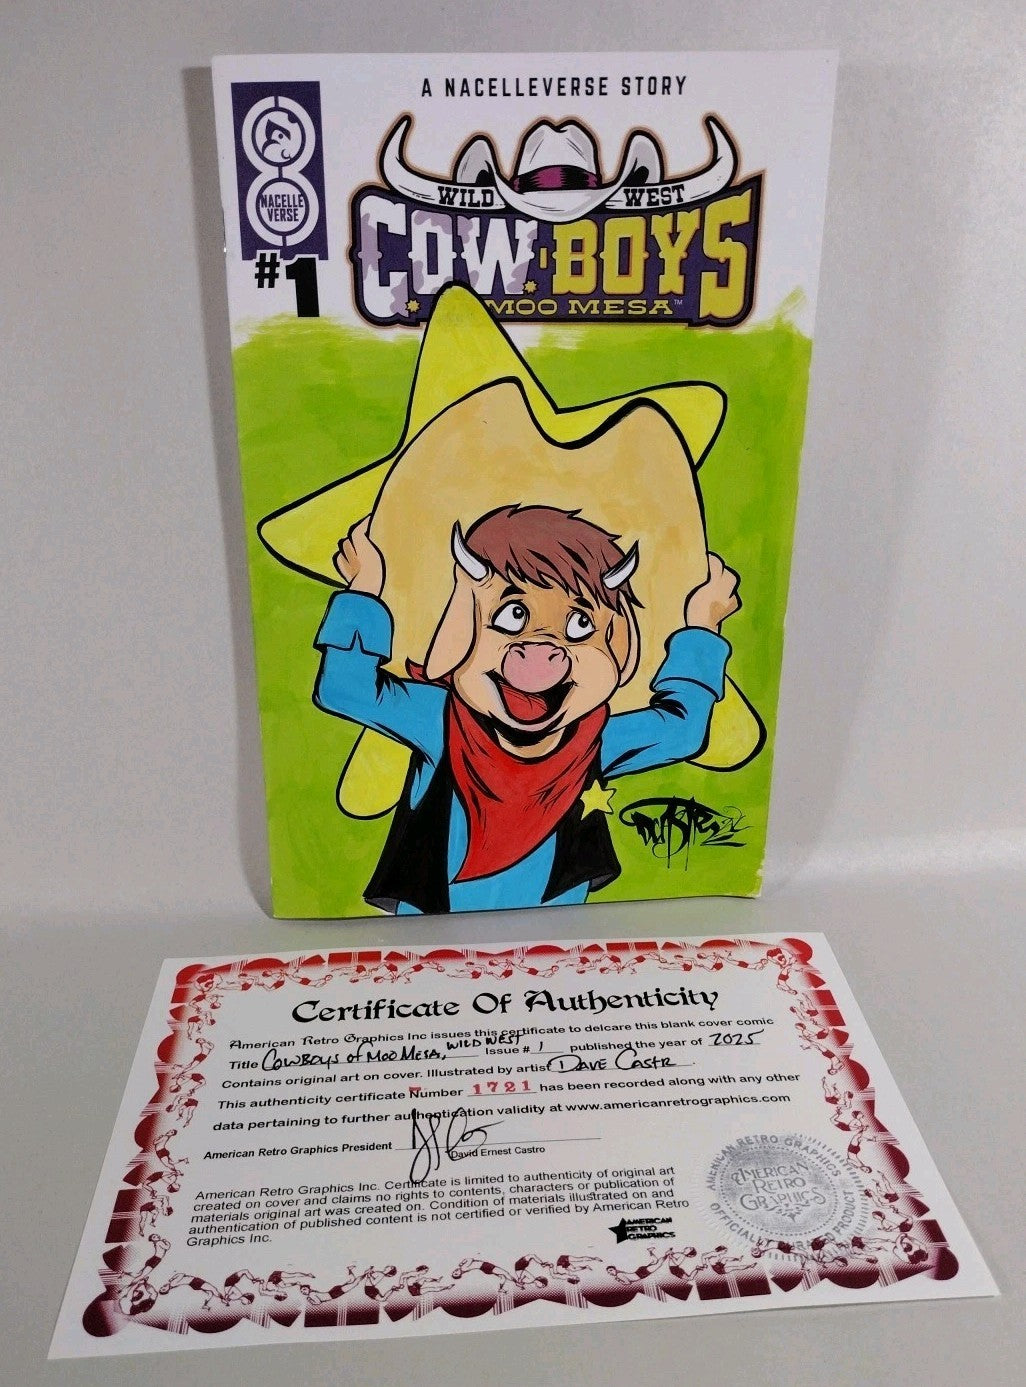 A NACELLEVERSE STORY
NACELLE
VERSE
#1
WILD WEST
C.O.W.-BOYS
MOO MESA™
Certificate Of Authenticity
American Retro Graphics Inc issues this certificate to delcare this blank cover comic
Title Cowboys of Moo Mesa, WILD WEST Issue # 1 published the year of 2025
Contains original art on cover. Illustrated by artist DAVE CASTR
This authenticity certificate Number 1721 has been recorded along with any other
data pertaining to further authentication validity at www.americanretrographics.com
American Retro Graphics President
David Ernest Castro
American Retro Graphics Inc. Certificate is limited to authenticity of original art
created on cover and claims no rights to contents, characters or publication of
materials original art was created on. Condition of materials illustrated on and
authentication of published content is not certified or verified by American Retro
Graphics Inc.
AMERICAN
RETRO
GRAPHICS
AMERICAN RETRO GRAPHICS
AMERICAN
RETRO
GRAPHICS